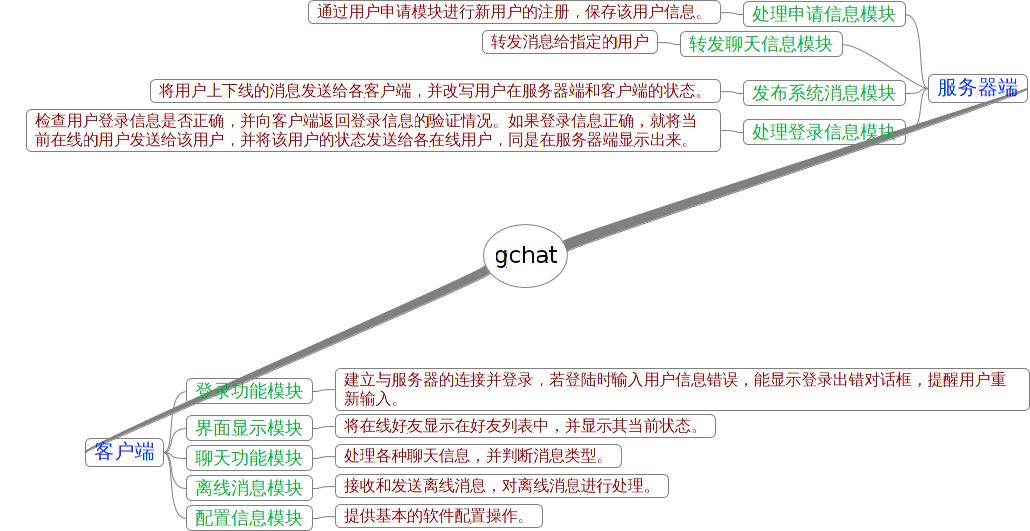 通过用户申请模块进行新用户的注册，保存该用户信息。
处理申请信息模块
转发消息给指定的用户
转发聊天信息模块
服务器端
将用户上下线的消息发送给各客户端，并改写用户在服务器端和客户端的状态。
发布系统消息模块
检查用户登录信息是否正确，并向客户端返回登录信息的验证情况。如果登录信息正确，就将当
前在线的用户发送给该用户，并将该用户的状态发送给各在线用户，同是在服务器端显示出来。
处理登录信息模块
gchat
客户端
登录功能模块
建立与服务器的连接并登录，若登陆时输入用户信息错误，能显示登录出错对话框，提醒用户重
新输入。
界面显示模块
将在线好友显示在好友列表中，并显示其当前状态。
聊天功能模块
处理各种聊天信息，并判断消息类型。
离线消息模块
接收和发送离线消息，对离线消息进行处理。
配置信息模块
提供基本的软件配置操作。